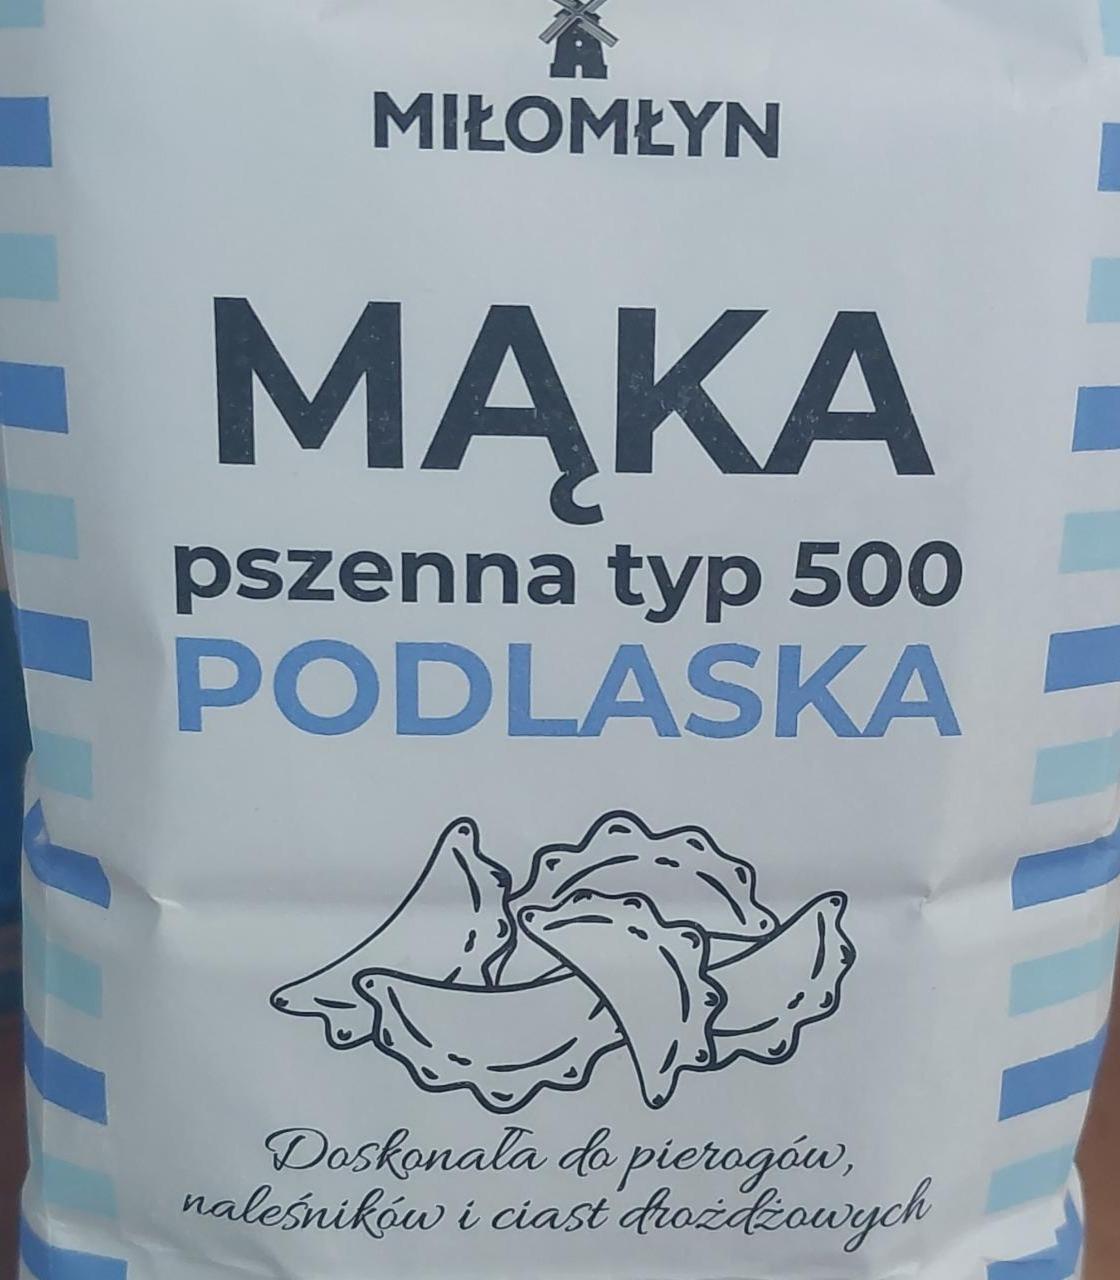 MIŁOMŁYN
MĄKA
pszenna typ 500
PODLASKA
Doskonała do pierogów,
naleśników i ciast drożdżowych